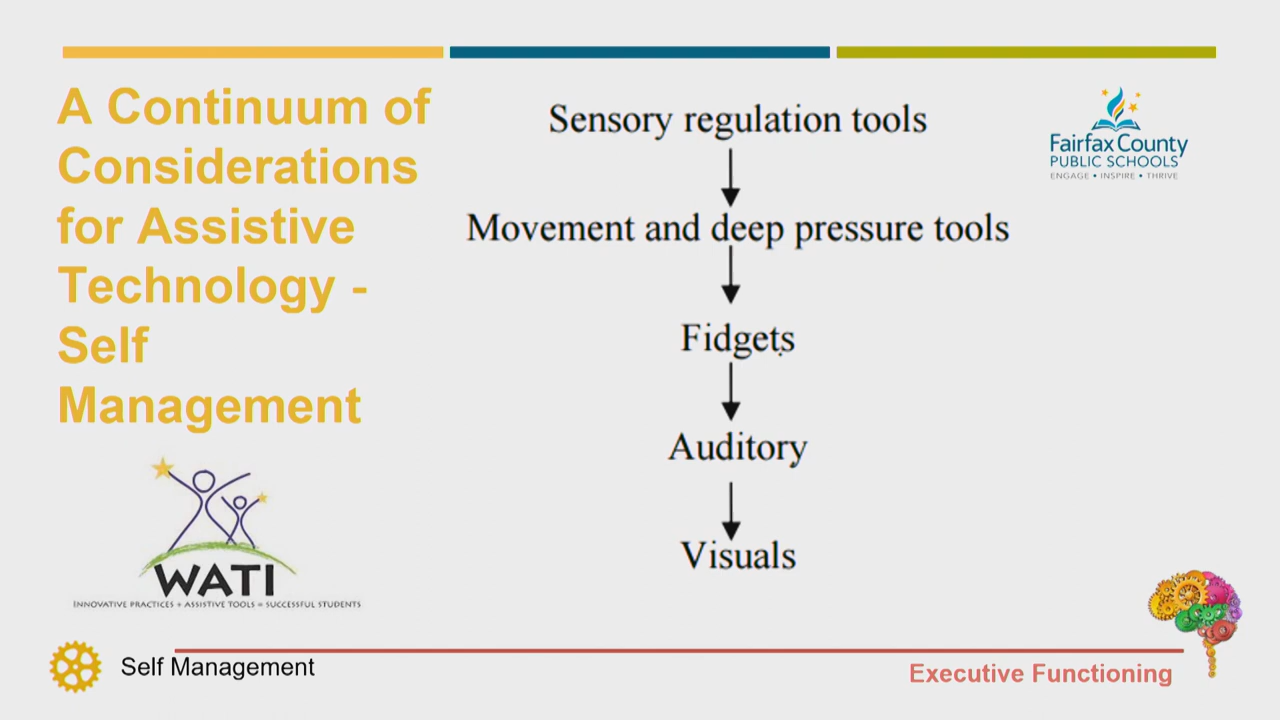 A Continuum of
Considerations
for Assistive
Technology -
Self
Management
Sensory regulation tools
Movement and deep pressure tools
Fidgets
Auditory
Visuals
Fairfax County
PUBLIC SCHOOLS
ENGAGE • INSPIRE • THRIVE
WATI
INNOVATIVE PRACTICES + ASSISTIVE TOOLS = SUCCESSFUL STUDENTS
Self Management
Executive Functioning